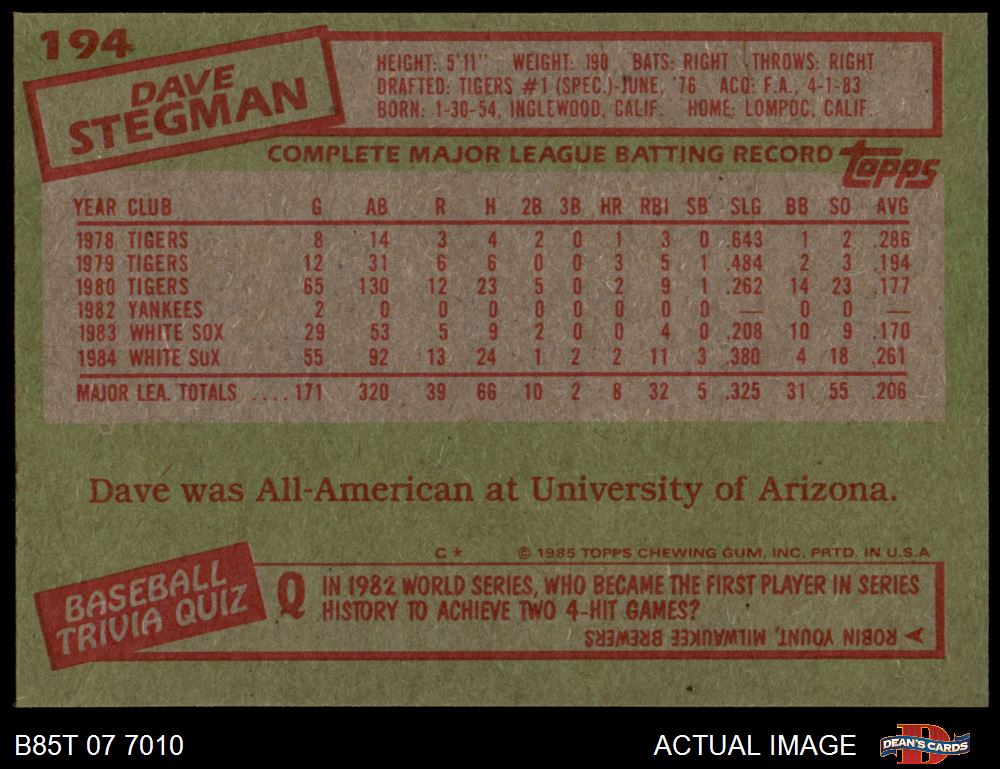 194
DAVE
STEGMAN
HEIGHT: 5'11" WEIGHT: 190 BATS: RIGHT THROWS: RIGHT
DRAFTED: TIGERS #1 (SPEC.)-JUNE, '76 ACQ: F.A., 4-1-83
BORN: 1-30-54, INGLEWOOD, CALIF. HOME: LOMPOC, CALIF.
COMPLETE MAJOR LEAGUE BATTING RECORD topps
YEAR CLUB G AB R H 2B 3B HR RBI SB SLG BB SO AVG
1978 TIGERS 8 14 3 4 2 0 1 3 0 .643 1 2 .286
1979 TIGERS 12 31 6 6 0 0 3 5 1 .484 2 3 .194
1980 TIGERS 65 130 12 23 5 0 2 9 1 .262 14 23 .177
1982 YANKEES 2 0 0 0 0 0 0 0 0 — 0 0 —
1983 WHITE SOX 29 53 5 9 2 0 0 4 0 .208 10 9 .170
1984 WHITE SOX 55 92 13 24 1 2 2 11 3 .380 4 18 .261
MAJOR LEA. TOTALS ....171 320 39 66 10 2 8 32 5 .325 31 55 .206
Dave was All-American at University of Arizona.
C* © 1985 TOPPS CHEWING GUM, INC. PRTD. IN U.S.A
BASEBALL
TRIVIA QUIZ
Q IN 1982 WORLD SERIES, WHO BECAME THE FIRST PLAYER IN SERIES
HISTORY TO ACHIEVE TWO 4-HIT GAMES?
ROBIN YOUNT, MILWAUKEE BREWERS
B85T 07 7010
ACTUAL IMAGE
D
DEAN'S CARDS